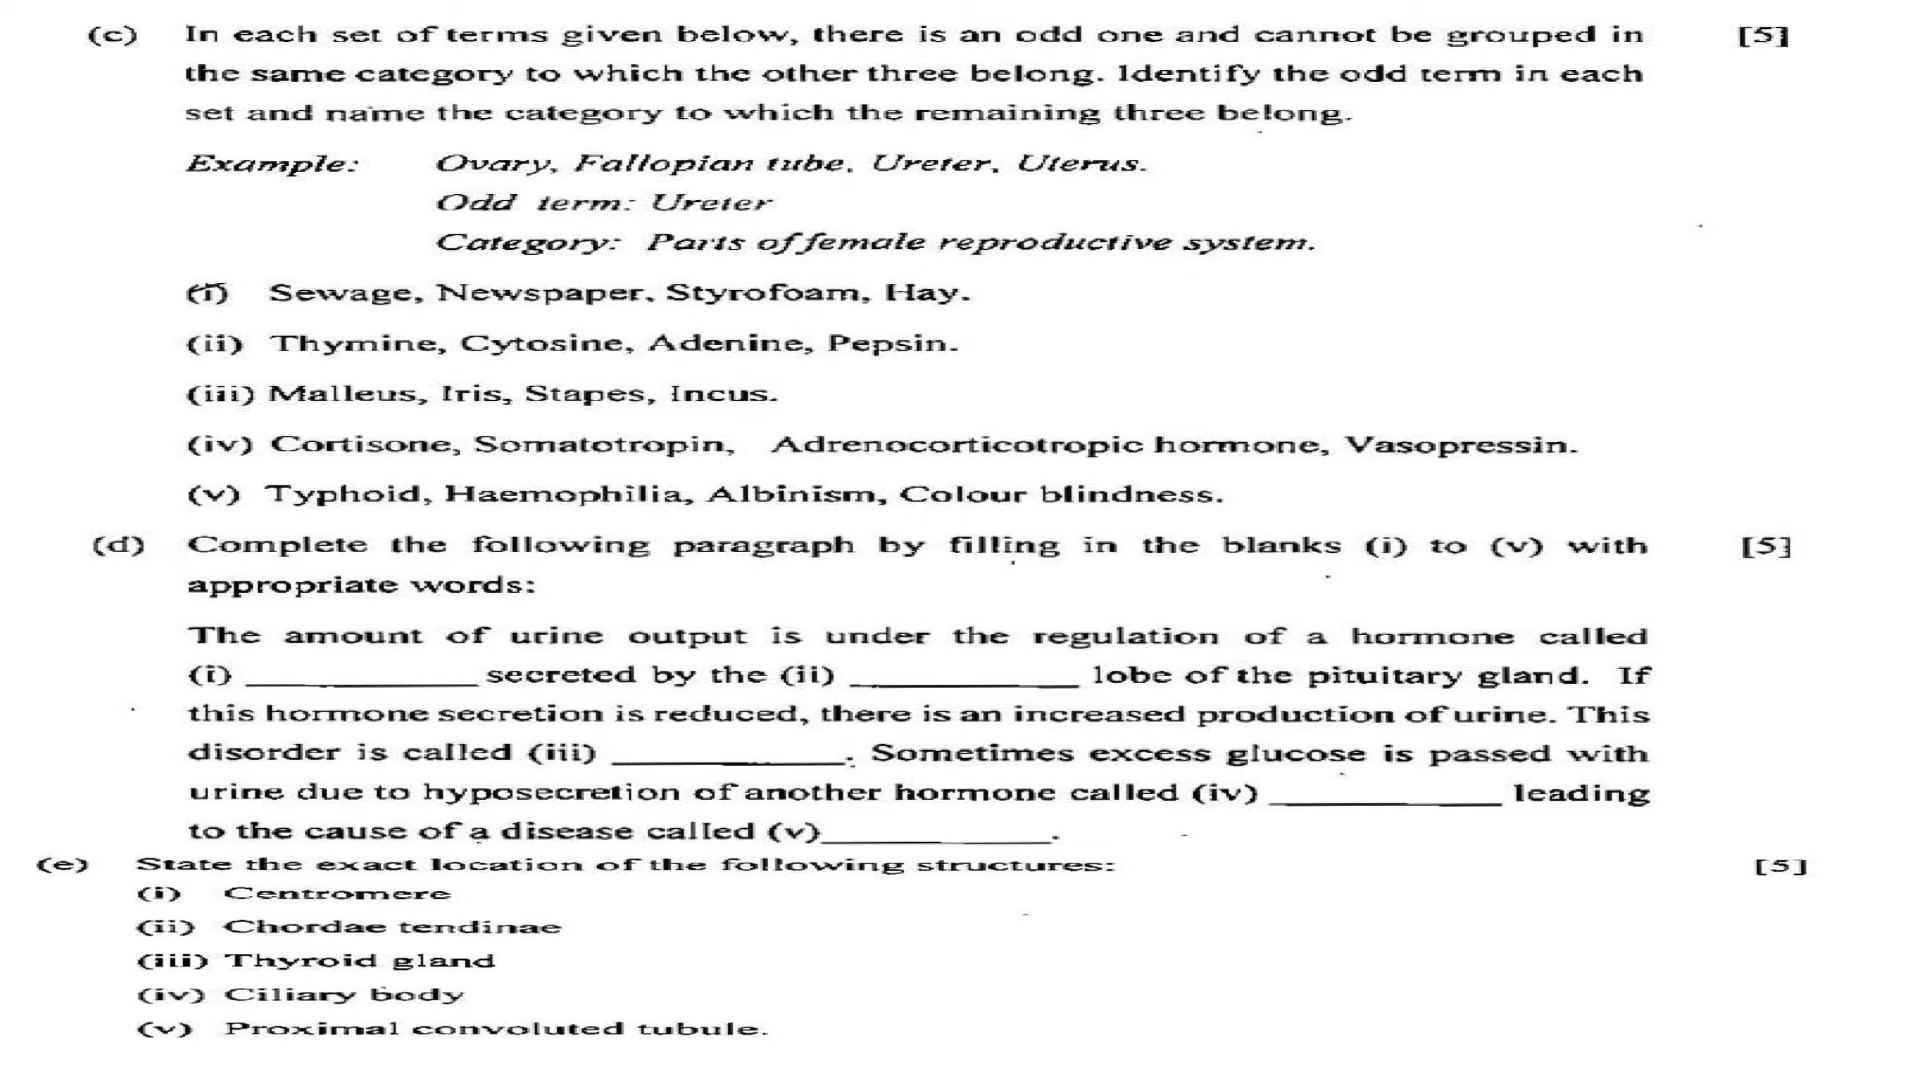 (c) In each set of terms given below, there is an odd one and cannot be grouped in [5]
the same category to which the other three belong. Identify the odd term in each
set and name the category to which the remaining three belong.
Example: Ovary, Fallopian tube, Ureter, Uterus.
Odd term: Ureter
Category: Parts of female reproductive system.
(i) Sewage, Newspaper, Styrofoam, Hay.
(ii) Thymine, Cytosine, Adenine, Pepsin.
(iii) Malleus, Iris, Stapes, Incus.
(iv) Cortisone, Somatotropin, Adrenocorticotropic hormone, Vasopressin.
(v) Typhoid, Haemophilia, Albinism, Colour blindness.
(d) Complete the following paragraph by filling in the blanks (i) to (v) with [5]
appropriate words:
The amount of urine output is under the regulation of a hormone called
(i) __________ secreted by the (ii) __________ lobe of the pituitary gland. If
this hormone secretion is reduced, there is an increased production of urine. This
disorder is called (iii) __________. Sometimes excess glucose is passed with
urine due to hyposecretion of another hormone called (iv) __________ leading
to the cause of a disease called (v)__________.
(e) State the exact location of the following structures: [5]
(i) Centromere
(ii) Chordae tendinae
(iii) Thyroid gland
(iv) Ciliary body
(v) Proximal convoluted tubule.